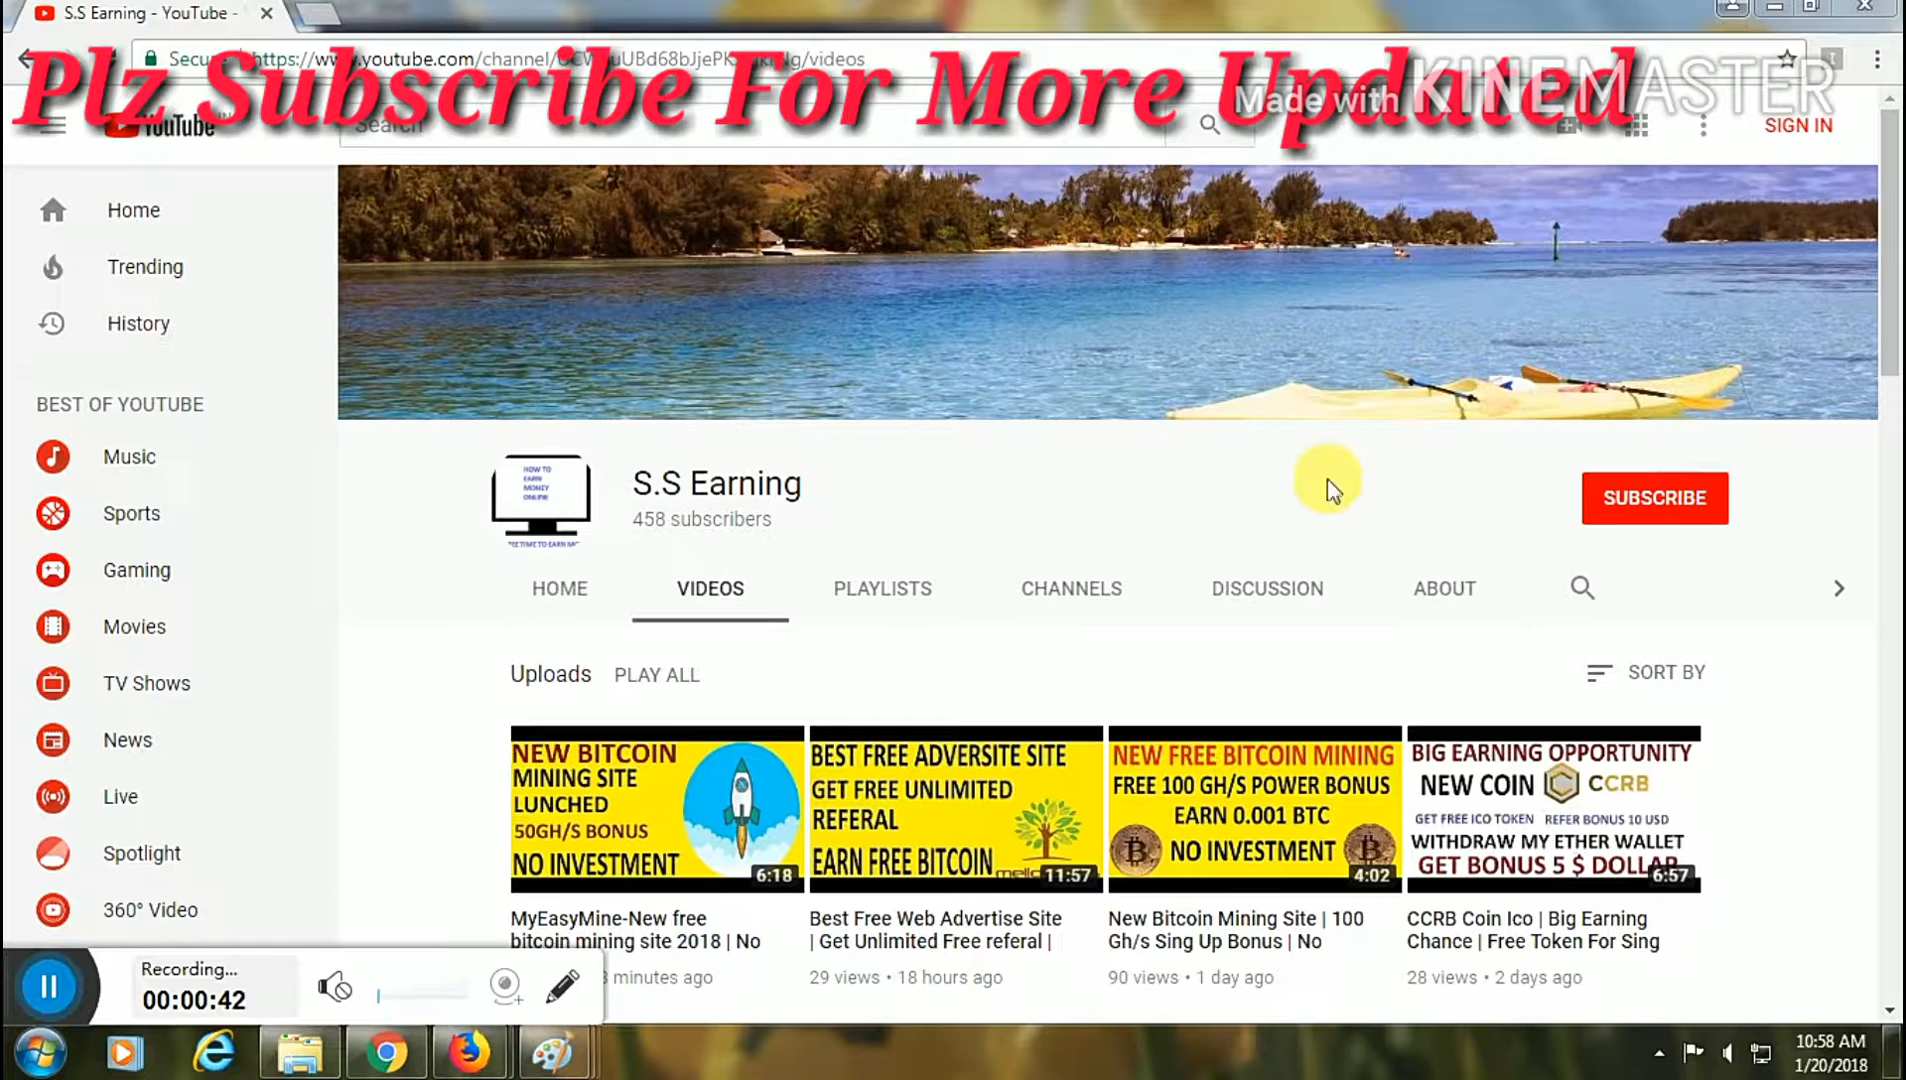 S.S Earning - YouTube -
Secure https://www.youtube.com/channel/
/videos
Plz Subscribe For More Updated
Made with KINEMASTER
YouTube
Search
SIGN IN
Home
Trending
History
BEST OF YOUTUBE
Music
Sports
Gaming
Movies
TV Shows
News
Live
Spotlight
360° Video
HOW TO
EARN
MONEY
ONLINE
S.S Earning
458 subscribers
SUBSCRIBE
HOME VIDEOS PLAYLISTS CHANNELS DISCUSSION ABOUT
Uploads PLAY ALL
SORT BY
NEW BITCOIN
MINING SITE
LUNCHED
50GH/S BONUS
NO INVESTMENT
6:18
BEST FREE ADVERSITE SITE
GET FREE UNLIMITED
REFERAL
EARN FREE BITCOIN
11:57
NEW FREE BITCOIN MINING
FREE 100 GH/S POWER BONUS
EARN 0.001 BTC
NO INVESTMENT
4:02
BIG EARNING OPPORTUNITY
NEW COIN CCRB
GET FREE ICO TOKEN REFER BONUS 10 USD
WITHDRAW MY ETHER WALLET
GET BONUS 5 $ DOLLAR
6:57
MyEasyMine-New free
bitcoin mining site 2018 | No
minutes ago
Best Free Web Advertise Site
| Get Unlimited Free referal |
29 views • 18 hours ago
New Bitcoin Mining Site | 100
Gh/s Sing Up Bonus | No
90 views • 1 day ago
CCRB Coin Ico | Big Earning
Chance | Free Token For Sing
28 views • 2 days ago
Recording...
00:00:42
10:58 AM
1/20/2018